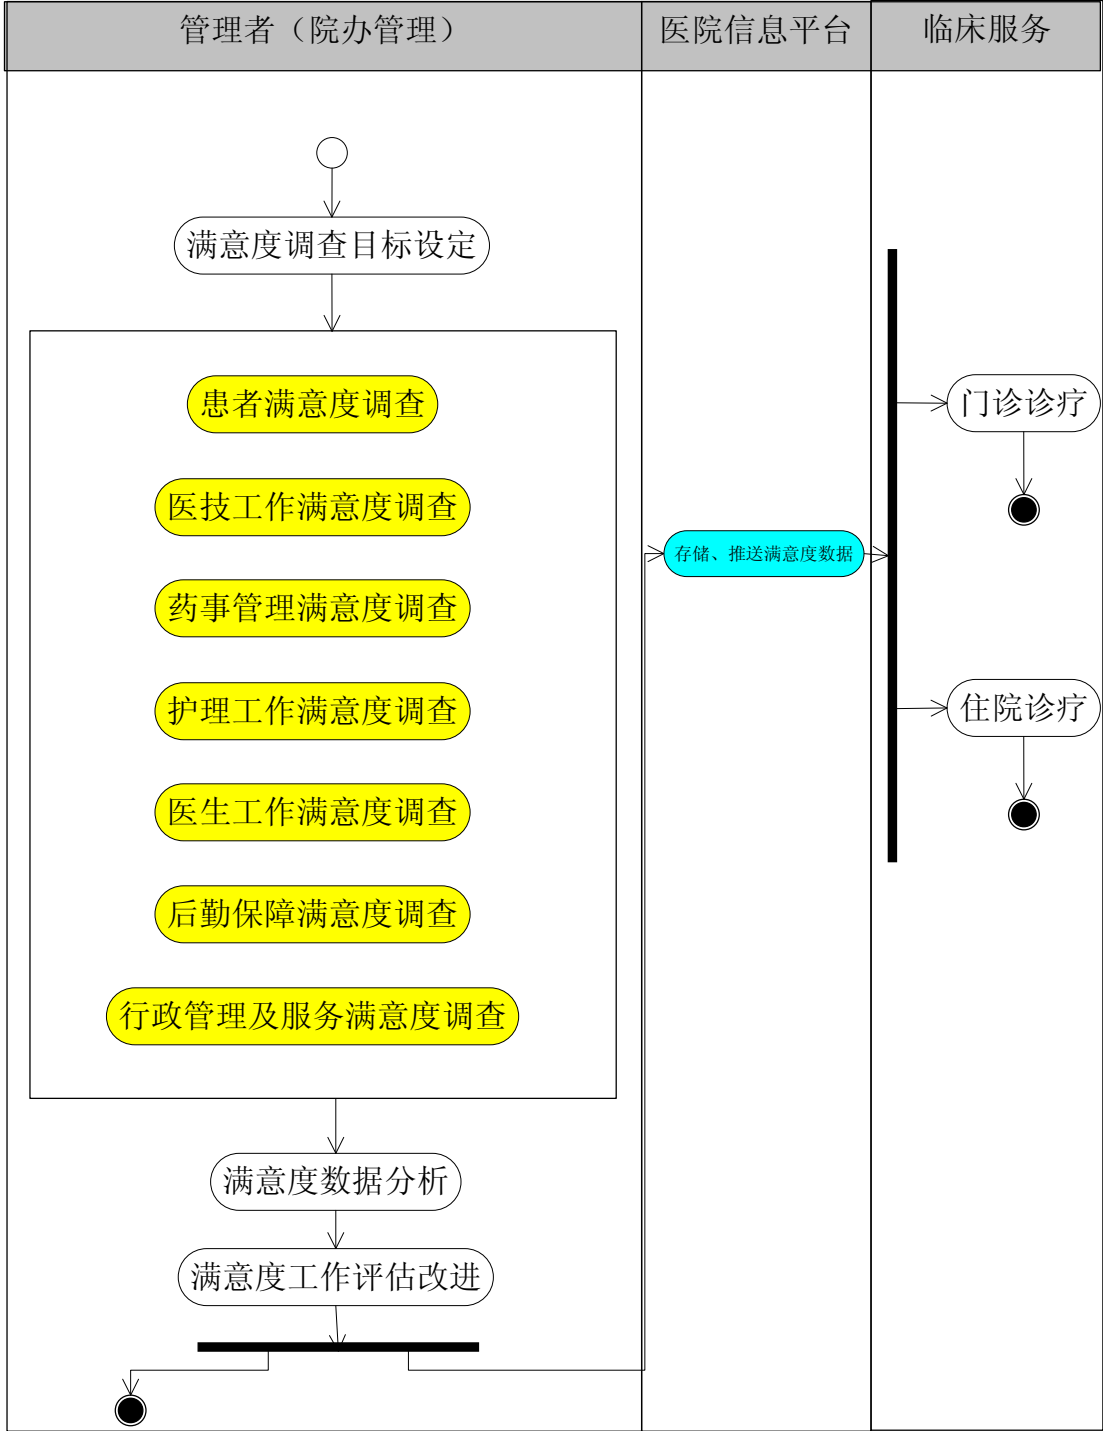 管理者（院办管理）
医院信息平台
临床服务
满意度调查目标设定
患者满意度调查
医技工作满意度调查
药事管理满意度调查
护理工作满意度调查
医生工作满意度调查
后勤保障满意度调查
行政管理及服务满意度调查
满意度数据分析
满意度工作评估改进
存储、推送满意度数据
门诊诊疗
住院诊疗